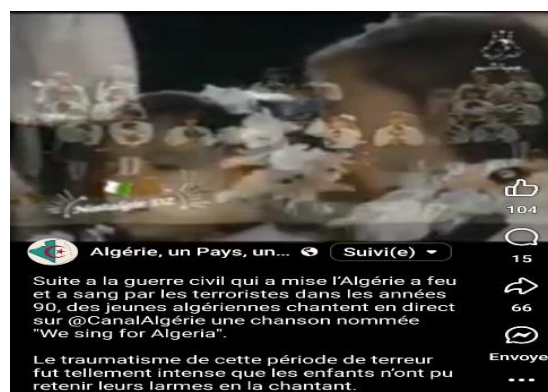 104
15
66
Envoye
Algérie, un Pays, un...
Suivi(e)
Suite a la guerre civil qui a mise l'Algérie a feu
et a sang par les terroristes dans les années
90, des jeunes algériennes chantent en direct
sur @CanalAlgérie une chanson nommée
"We sing for Algeria".
Le traumatisme de cette période de terreur
fut tellement intense que les enfants n'ont pu
retenir leurs larmes en la chantant.